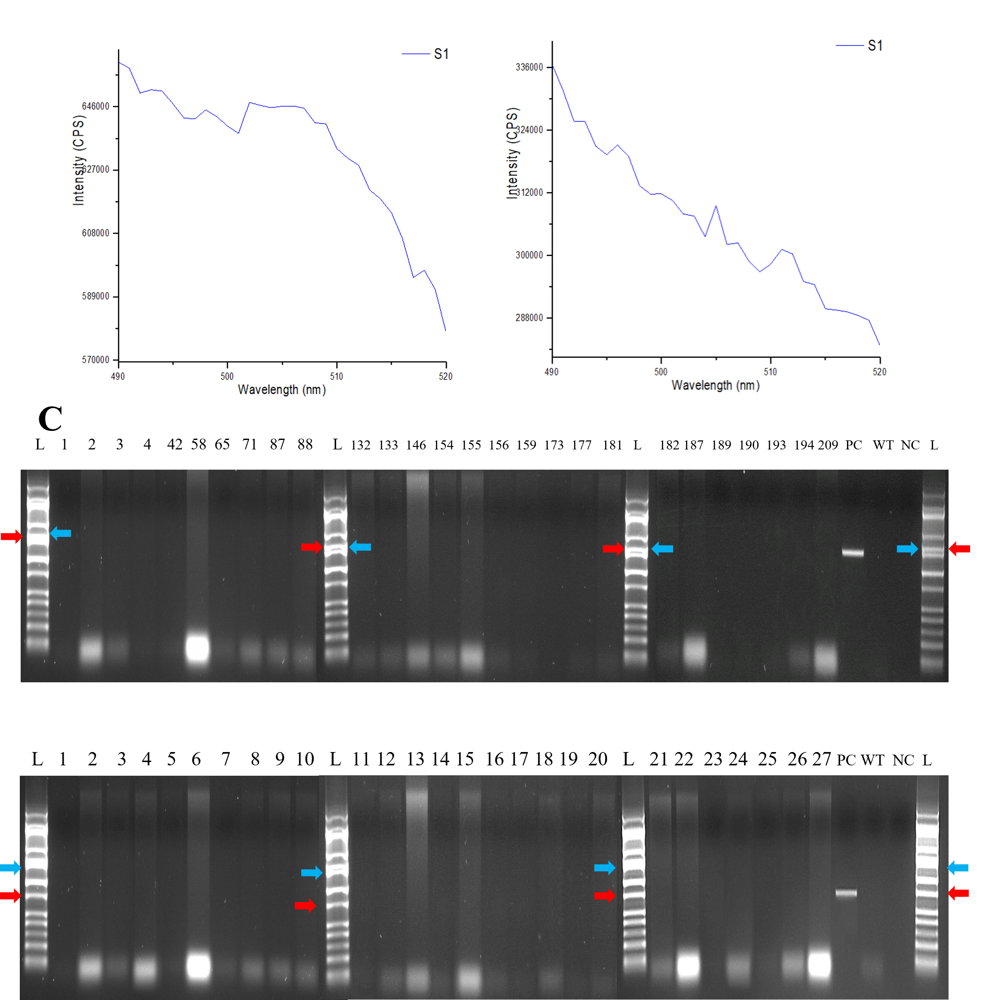 S1
646000
627000
608000
589000
570000
Intensity (CPS)
490 500 510 520
Wavelength (nm)
S1
336000
324000
312000
300000
288000
Intensity (CPS)
490 500 510 520
Wavelength (nm)
C
L 1 2 3 4 42 58 65 71 87 88 L 132 133 146 154 155 156 159 173 177 181 L 182 187 189 190 193 194 209 PC WT NC L
L 1 2 3 4 5 6 7 8 9 10 L 11 12 13 14 15 16 17 18 19 20 L 21 22 23 24 25 26 27 PC WT NC L